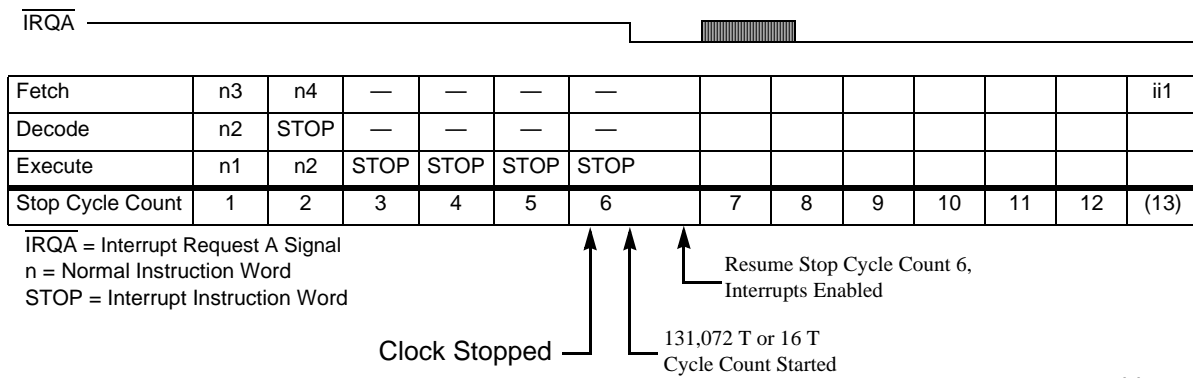 IRQA
Fetch n3 n4 — — — — ii1
Decode n2 STOP — — — —
Execute n1 n2 STOP STOP STOP STOP
Stop Cycle Count 1 2 3 4 5 6 7 8 9 10 11 12 (13)
IRQA = Interrupt Request A Signal
n = Normal Instruction Word
STOP = Interrupt Instruction Word
Resume Stop Cycle Count 6,
Interrupts Enabled
Clock Stopped
131,072 T or 16 T
Cycle Count Started